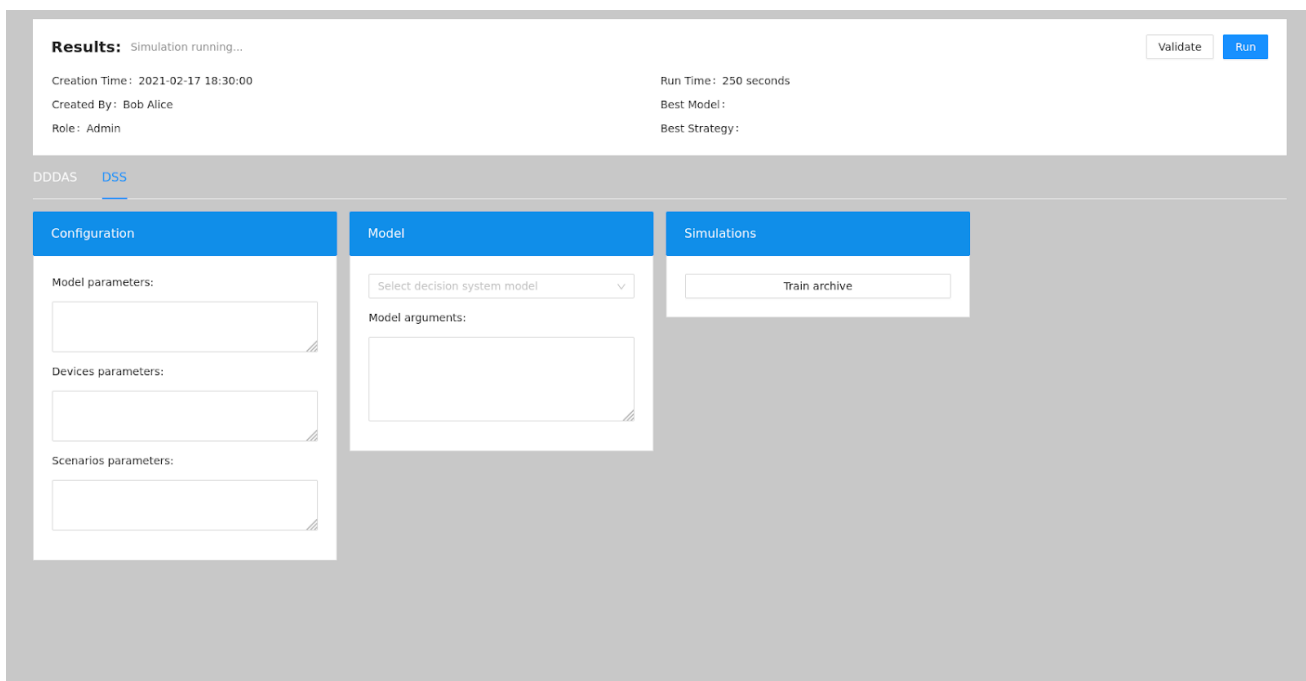 Results: Simulation running...
Validate
Run
Creation Time: 2021-02-17 18:30:00
Run Time: 250 seconds
Created By: Bob Alice
Best Model:
Role: Admin
Best Strategy:
DDDAS
DSS
Configuration
Model parameters:
Devices parameters:
Scenarios parameters:
Model
Select decision system model
Model arguments:
Simulations
Train archive